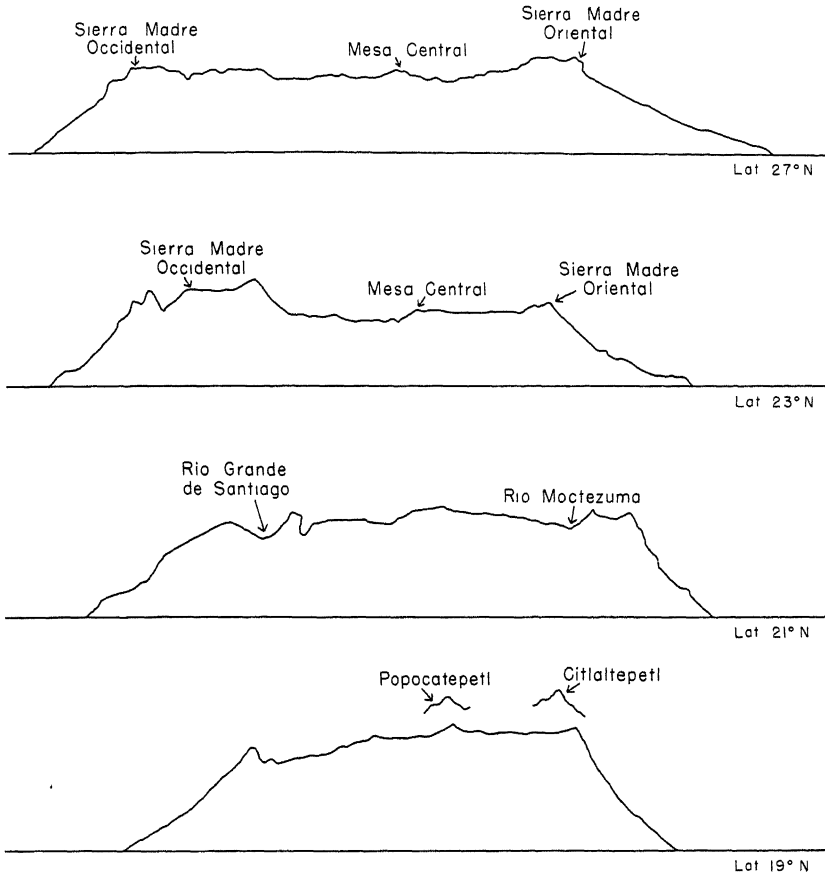 Sierra Madre
Occidental
Mesa Central
Sierra Madre
Oriental
Lat 27° N
Sierra Madre
Occidental
Mesa Central
Sierra Madre
Oriental
Lat 23° N
Rio Grande
de Santiago
Rio Moctezuma
Lat 21° N
Popocatepetl
Citlaltepetl
Lat 19° N